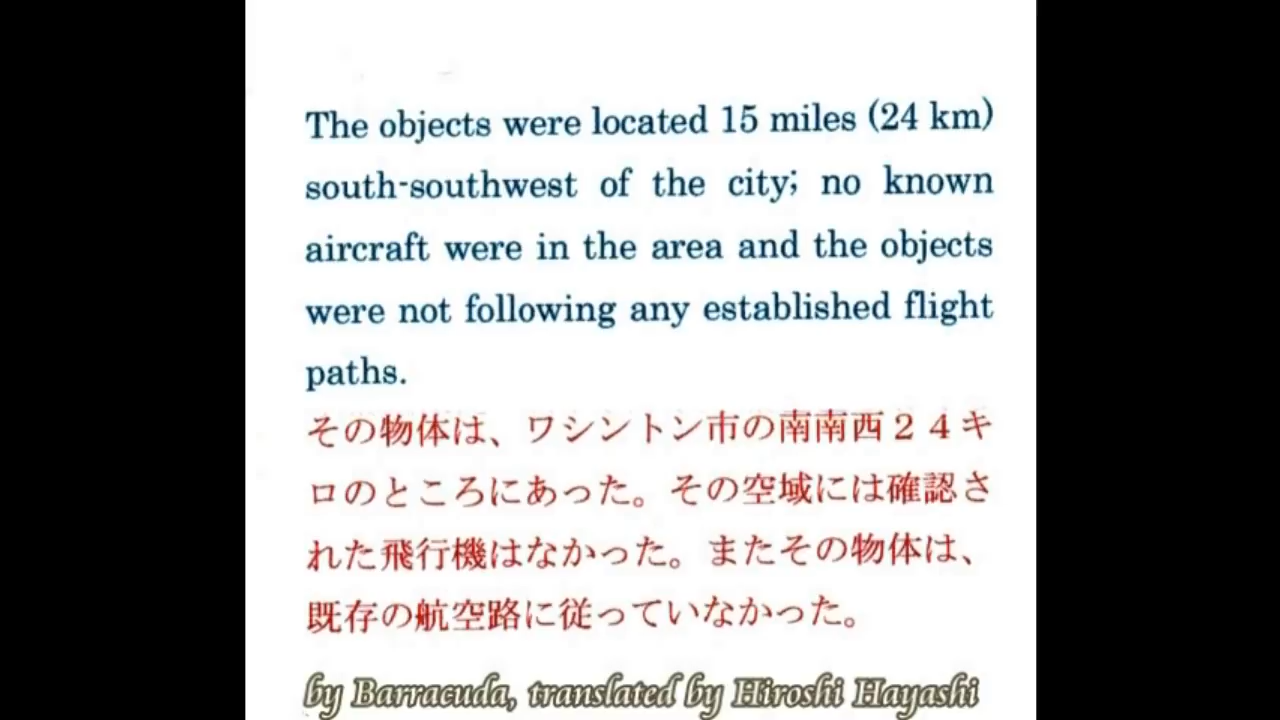 The objects were located 15 miles (24 km)
south-southwest of the city; no known
aircraft were in the area and the objects
were not following any established flight
paths.
その物体は、ワシントン市の南南西２４キ
ロのところにあった。その空域には確認さ
れた飛行機はなかった。またその物体は、
既存の航空路に従っていなかった。
by Barracuda, translated by Hiroshi Hayashi